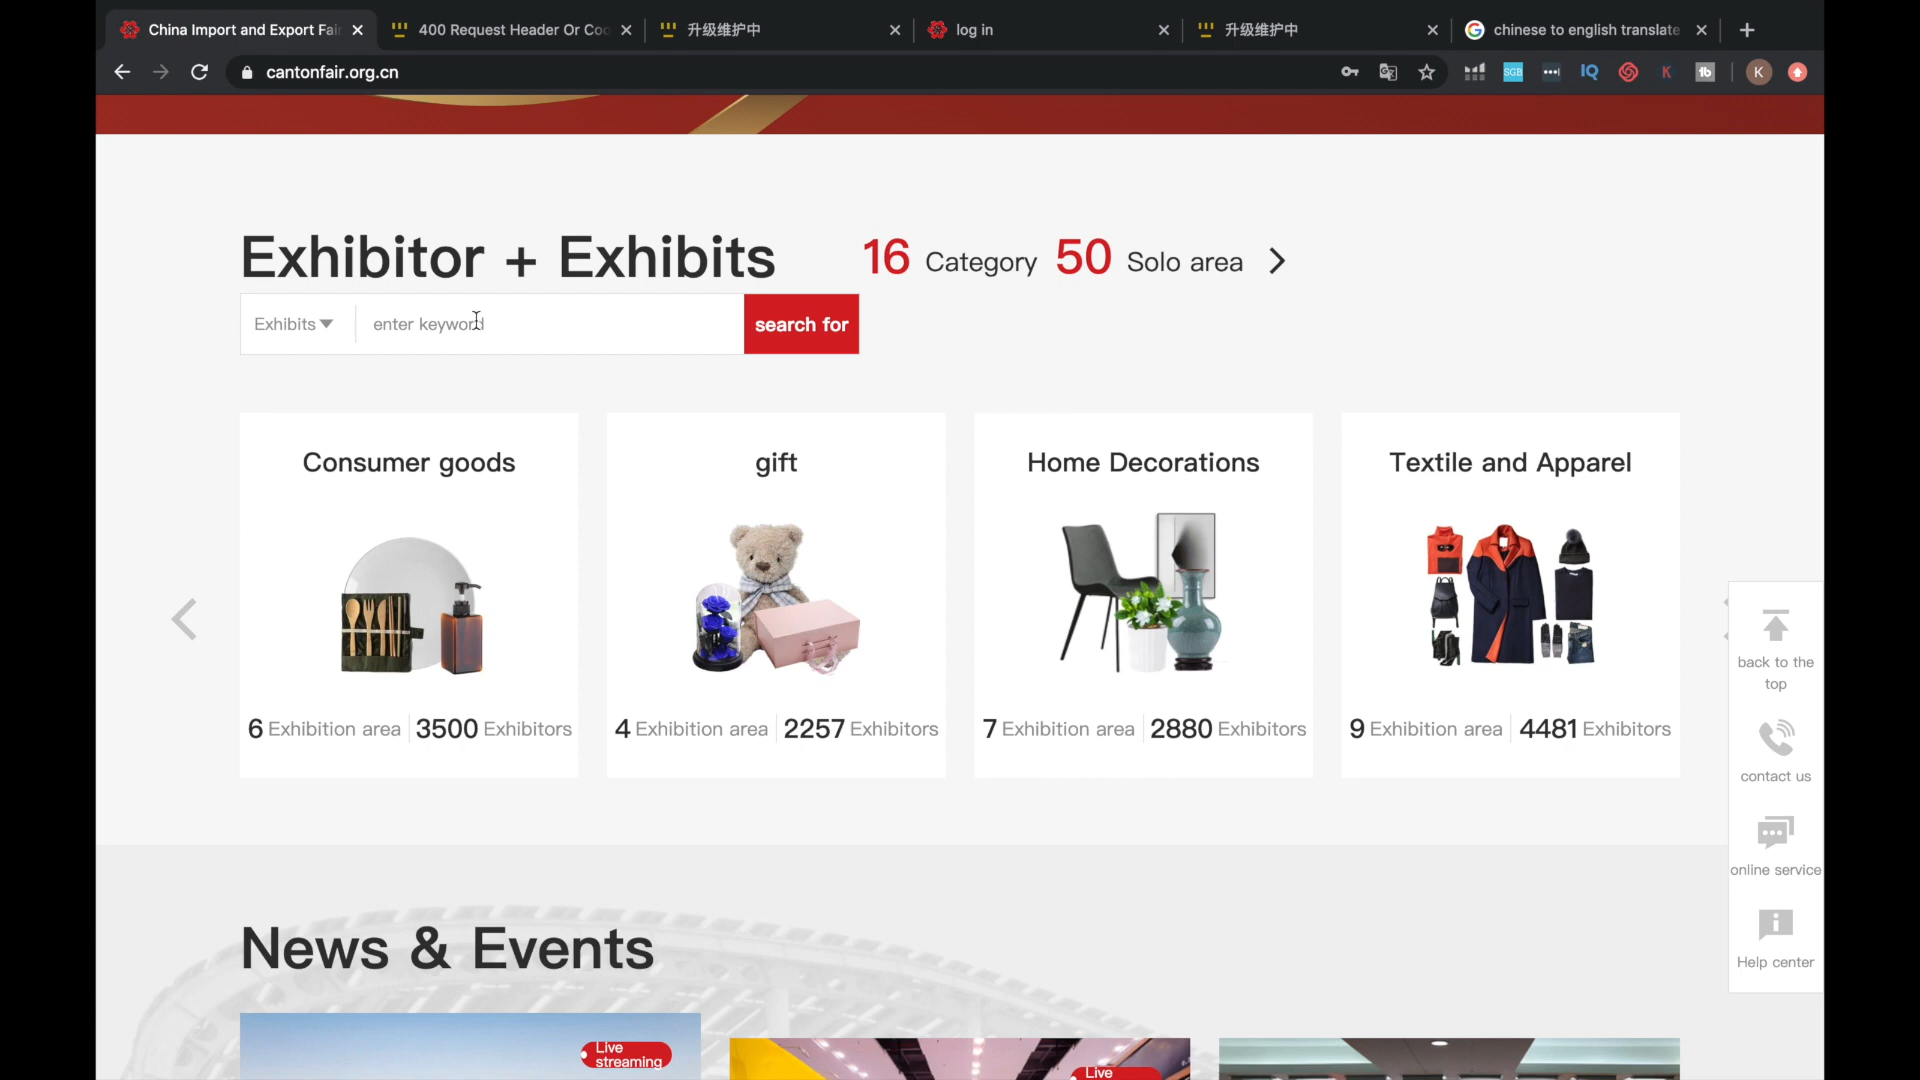 China Import and Export Fai
400 Request Header Or Coo
升级维护中
log in
升级维护中
chinese to english translate
cantonfair.org.cn
SGB
IQ
K
tb
K
Exhibitor + Exhibits
16 Category 50 Solo area
Exhibits
enter keyword
search for
Consumer goods
6 Exhibition area
3500 Exhibitors
gift
4 Exhibition area
2257 Exhibitors
Home Decorations
7 Exhibition area
2880 Exhibitors
Textile and Apparel
9 Exhibition area
4481 Exhibitors
back to the
top
contact us
online service
Help center
News & Events
Live
streaming
Live